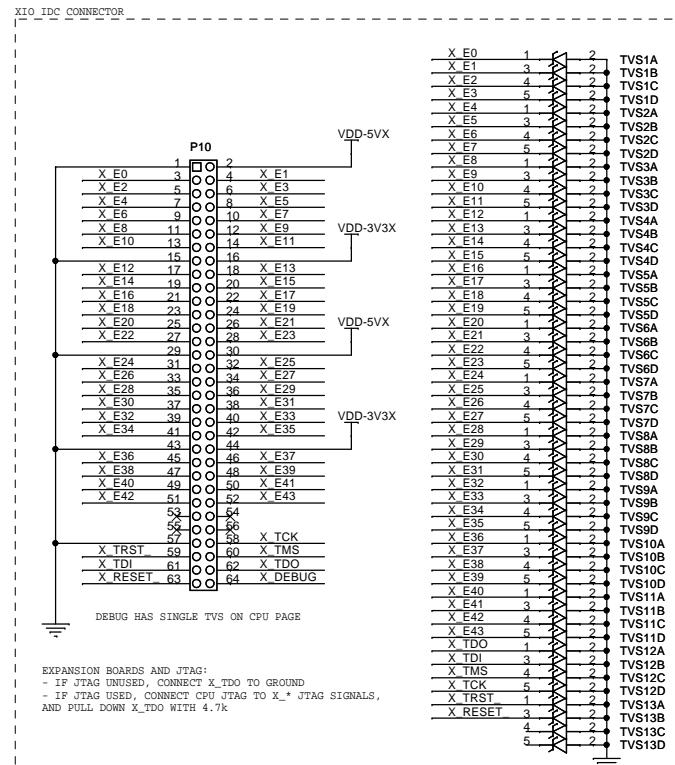 XIO IDC CONNECTOR
P10
VDD-5VX
1 2
X_E0 3 4 X_E1
X_E2 5 6 X_E3
X_E4 7 8 X_E5
X_E6 9 10 X_E7
VDD-3V3X
X_E8 11 12 X_E9
X_E10 13 14 X_E11
15 16
X_E12 17 18 X_E13
X_E14 19 20 X_E15
X_E16 21 22 X_E17
X_E18 23 24 X_E19
VDD-5VX
X_E20 25 26 X_E21
X_E22 27 28 X_E23
29 30
X_E24 31 32 X_E25
X_E26 33 34 X_E27
X_E28 35 36 X_E29
X_E30 37 38 X_E31
VDD-3V3X
X_E32 39 40 X_E33
X_E34 41 42 X_E35
43 44
X_E36 45 46 X_E37
X_E38 47 48 X_E39
X_E40 49 50 X_E41
X_E42 51 52 X_E43
53 54
55 56
57 58 X_TCK
X_TRST_ 59 60 X_TMS
X_TDI 61 62 X_TDO
X_RESET_ 63 64 X_DEBUG
DEBUG HAS SINGLE TVS ON CPU PAGE
EXPANSION BOARDS AND JTAG:
- IF JTAG UNUSED, CONNECT X_TDO TO GROUND
- IF JTAG USED, CONNECT CPU JTAG TO X_* JTAG SIGNALS,
AND PULL DOWN X_TDO WITH 4.7k
X_E0 1 2 TVS1A
X_E1 3 2 TVS1B
X_E2 4 2 TVS1C
X_E3 5 2 TVS1D
X_E4 1 2 TVS2A
X_E5 3 2 TVS2B
X_E6 4 2 TVS2C
X_E7 5 2 TVS2D
X_E8 1 2 TVS3A
X_E9 3 2 TVS3B
X_E10 4 2 TVS3C
X_E11 5 2 TVS3D
X_E12 1 2 TVS4A
X_E13 3 2 TVS4B
X_E14 4 2 TVS4C
X_E15 5 2 TVS4D
X_E16 1 2 TVS5A
X_E17 3 2 TVS5B
X_E18 4 2 TVS5C
X_E19 5 2 TVS5D
X_E20 1 2 TVS6A
X_E21 3 2 TVS6B
X_E22 4 2 TVS6C
X_E23 5 2 TVS6D
X_E24 1 2 TVS7A
X_E25 3 2 TVS7B
X_E26 4 2 TVS7C
X_E27 5 2 TVS7D
X_E28 1 2 TVS8A
X_E29 3 2 TVS8B
X_E30 4 2 TVS8C
X_E31 5 2 TVS8D
X_E32 1 2 TVS9A
X_E33 3 2 TVS9B
X_E34 4 2 TVS9C
X_E35 5 2 TVS9D
X_E36 1 2 TVS10A
X_E37 3 2 TVS10B
X_E38 4 2 TVS10C
X_E39 5 2 TVS10D
X_E40 1 2 TVS11A
X_E41 3 2 TVS11B
X_E42 4 2 TVS11C
X_E43 5 2 TVS11D
X_TDO 1 2 TVS12A
X_TDI 3 2 TVS12B
X_TMS 4 2 TVS12C
X_TCK 5 2 TVS12D
X_TRST_ 1 2 TVS13A
X_RESET_ 3 2 TVS13B
4 2 TVS13C
5 2 TVS13D